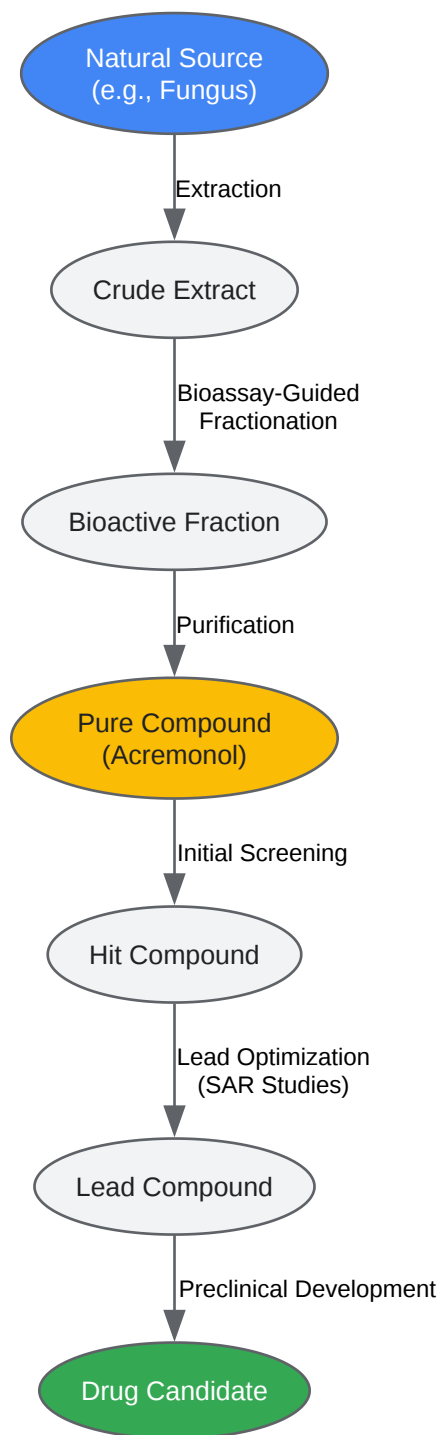 Natural Source
(e.g., Fungus)
Extraction
Crude Extract
Bioassay-Guided
Fractionation
Bioactive Fraction
Purification
Pure Compound
(Acremonol)
Initial Screening
Hit Compound
Lead Optimization
(SAR Studies)
Lead Compound
Preclinical Development
Drug Candidate